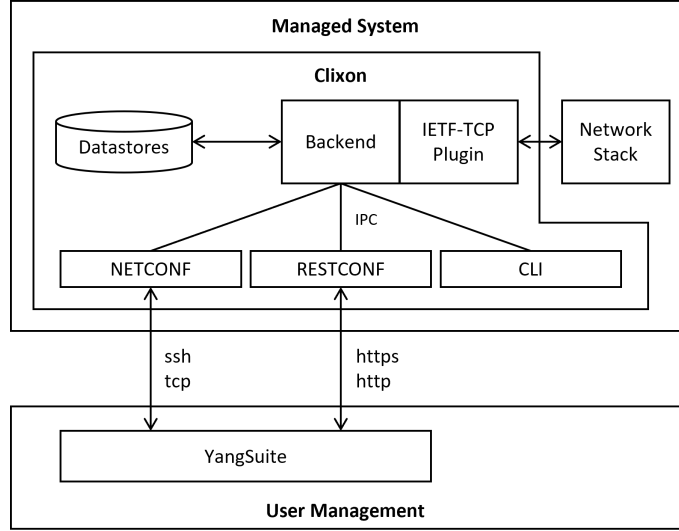 Managed System
Clixon
Datastores
Backend
IETF-TCP
Plugin
Network
Stack
IPC
NETCONF
RESTCONF
CLI
ssh
tcp
https
http
YangSuite
User Management